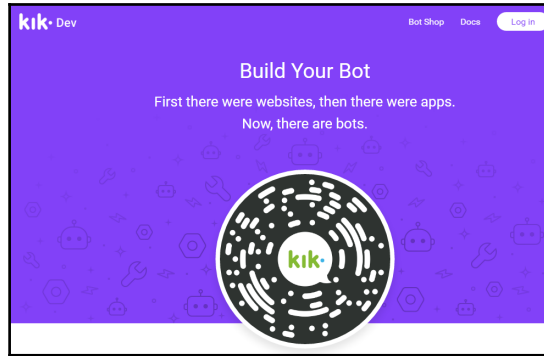 kik· Dev
Bot Shop Docs Log in
Build Your Bot
First there were websites, then there were apps.
Now, there are bots.
kik·